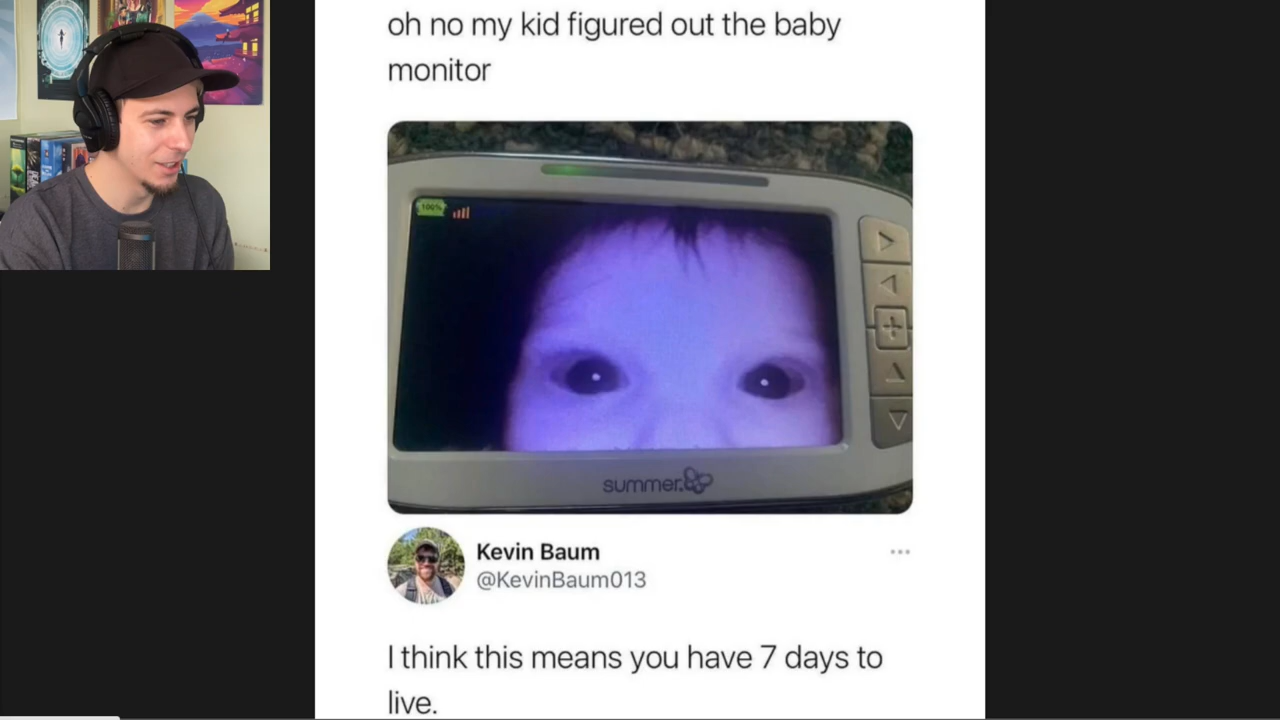 oh no my kid figured out the baby
monitor
100%
summer.
Kevin Baum
@KevinBaum013
I think this means you have 7 days to
live.